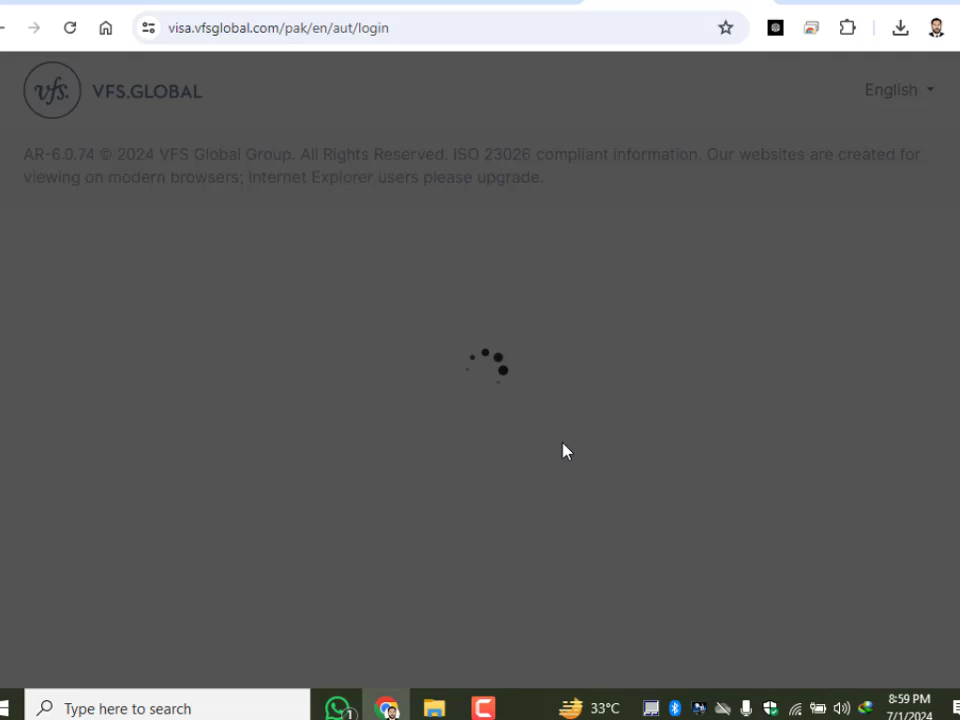 visa.vfsglobal.com/pak/en/aut/login
vfs. VFS.GLOBAL
English
AR-6.0.74 © 2024 VFS Global Group. All Rights Reserved. ISO 23026 compliant information. Our websites are created for
viewing on modern browsers; Internet Explorer users please upgrade.
Type here to search
1
33°C
8:59 PM
7/1/2024